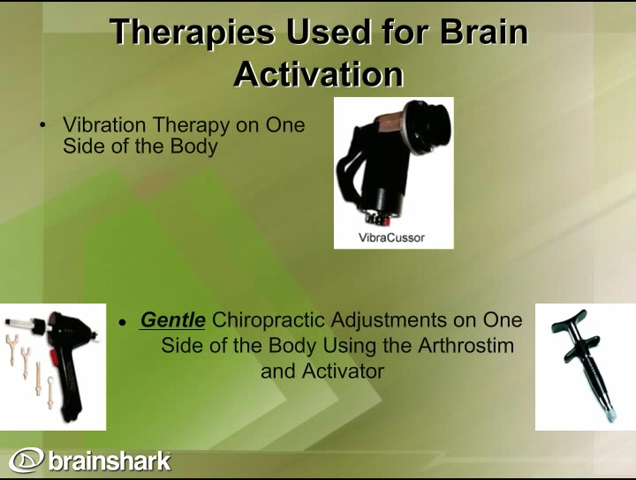 Therapies Used for Brain
Activation
• Vibration Therapy on One
Side of the Body
VibraCussor
• Gentle Chiropractic Adjustments on One
Side of the Body Using the Arthrostim
and Activator
brainshark